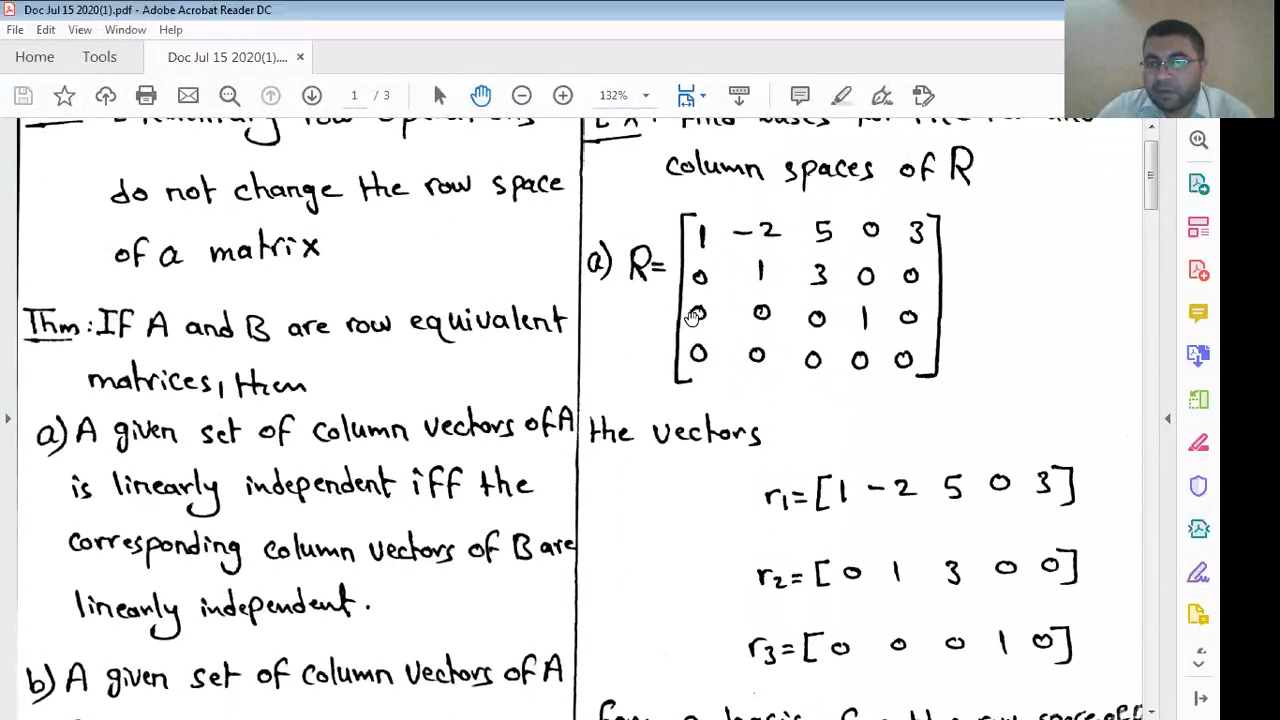 Doc Jul 15 2020(1).pdf - Adobe Acrobat Reader DC
File Edit View Window Help
Home Tools Doc Jul 15 2020(1).... ×
1 / 3 132%
do not change the row space
of a matrix
Thm: IF A and B are row equivalent
matrices, then
a) A given set of column vectors of A
is linearly independent iff the
corresponding column vectors of B are
linearly independent.
b) A given set of column vectors of A
column spaces of R
a) R= [1 -2 5 0 3
0 1 3 0 0
0 0 0 1 0
0 0 0 0 0]
the vectors
r1=[1 -2 5 0 3]
r2=[0 1 3 0 0]
r3=[0 0 0 1 0]